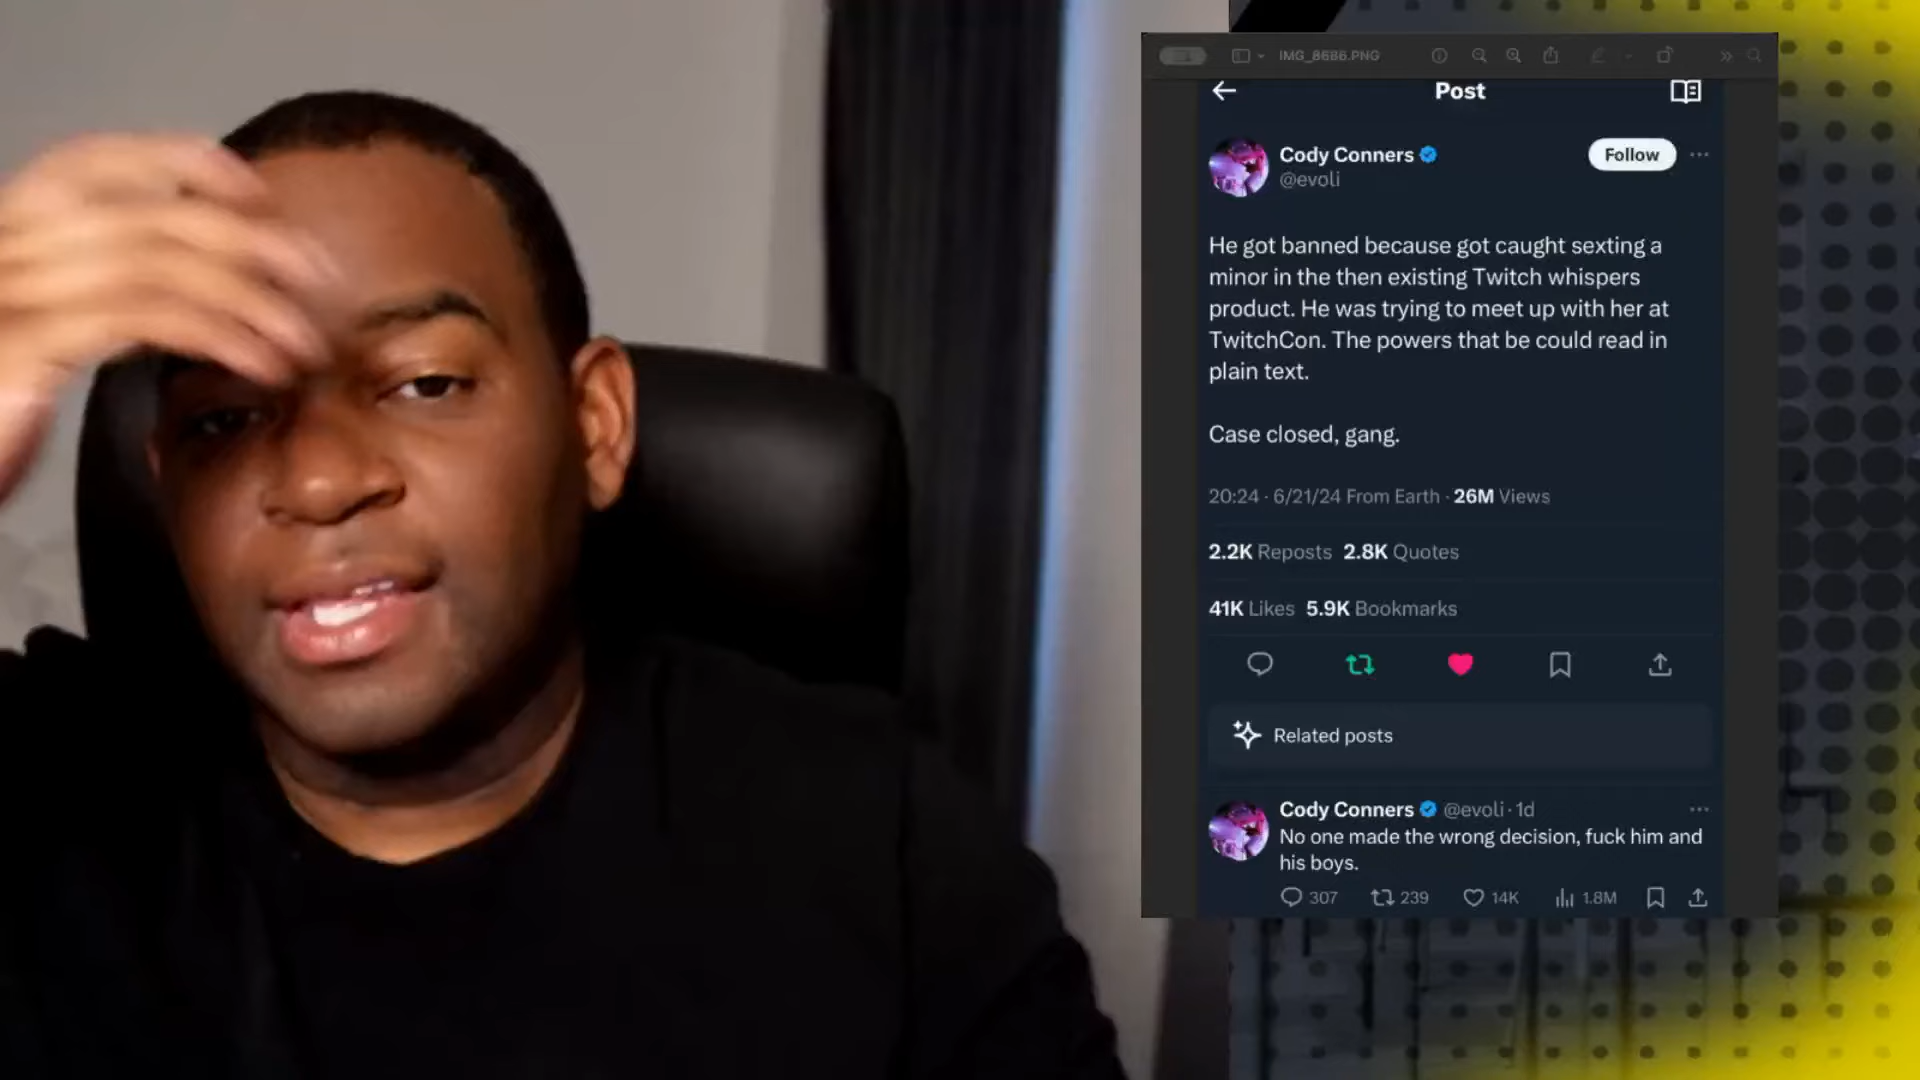 IMG_8686.PNG
Post
Cody Conners
Follow
@evoli
He got banned because got caught sexting a
minor in the then existing Twitch whispers
product. He was trying to meet up with her at
TwitchCon. The powers that be could read in
plain text.
Case closed, gang.
20:24 · 6/21/24 From Earth · 26M Views
2.2K Reposts 2.8K Quotes
41K Likes 5.9K Bookmarks
Related posts
Cody Conners @evoli · 1d
No one made the wrong decision, fuck him and
his boys.
307 239 14K 1.8M